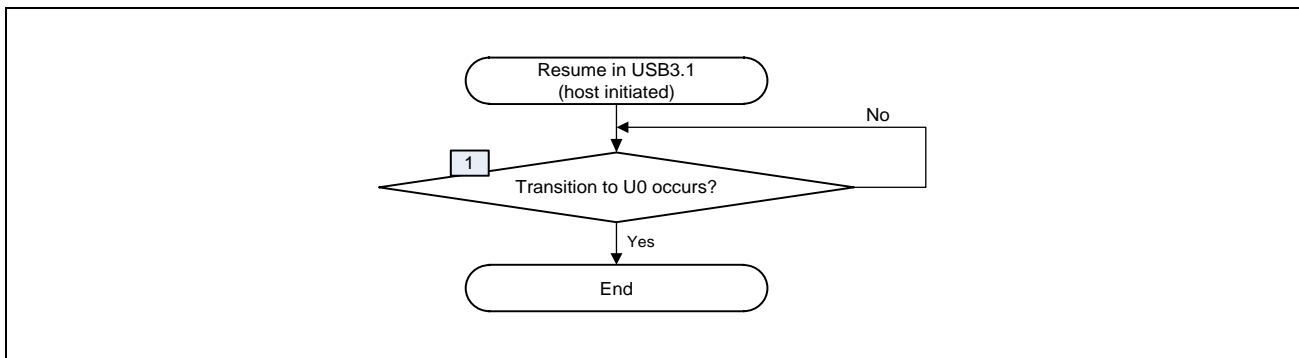 Resume in USB3.1
(host initiated)
No
1
Transition to U0 occurs?
Yes
End